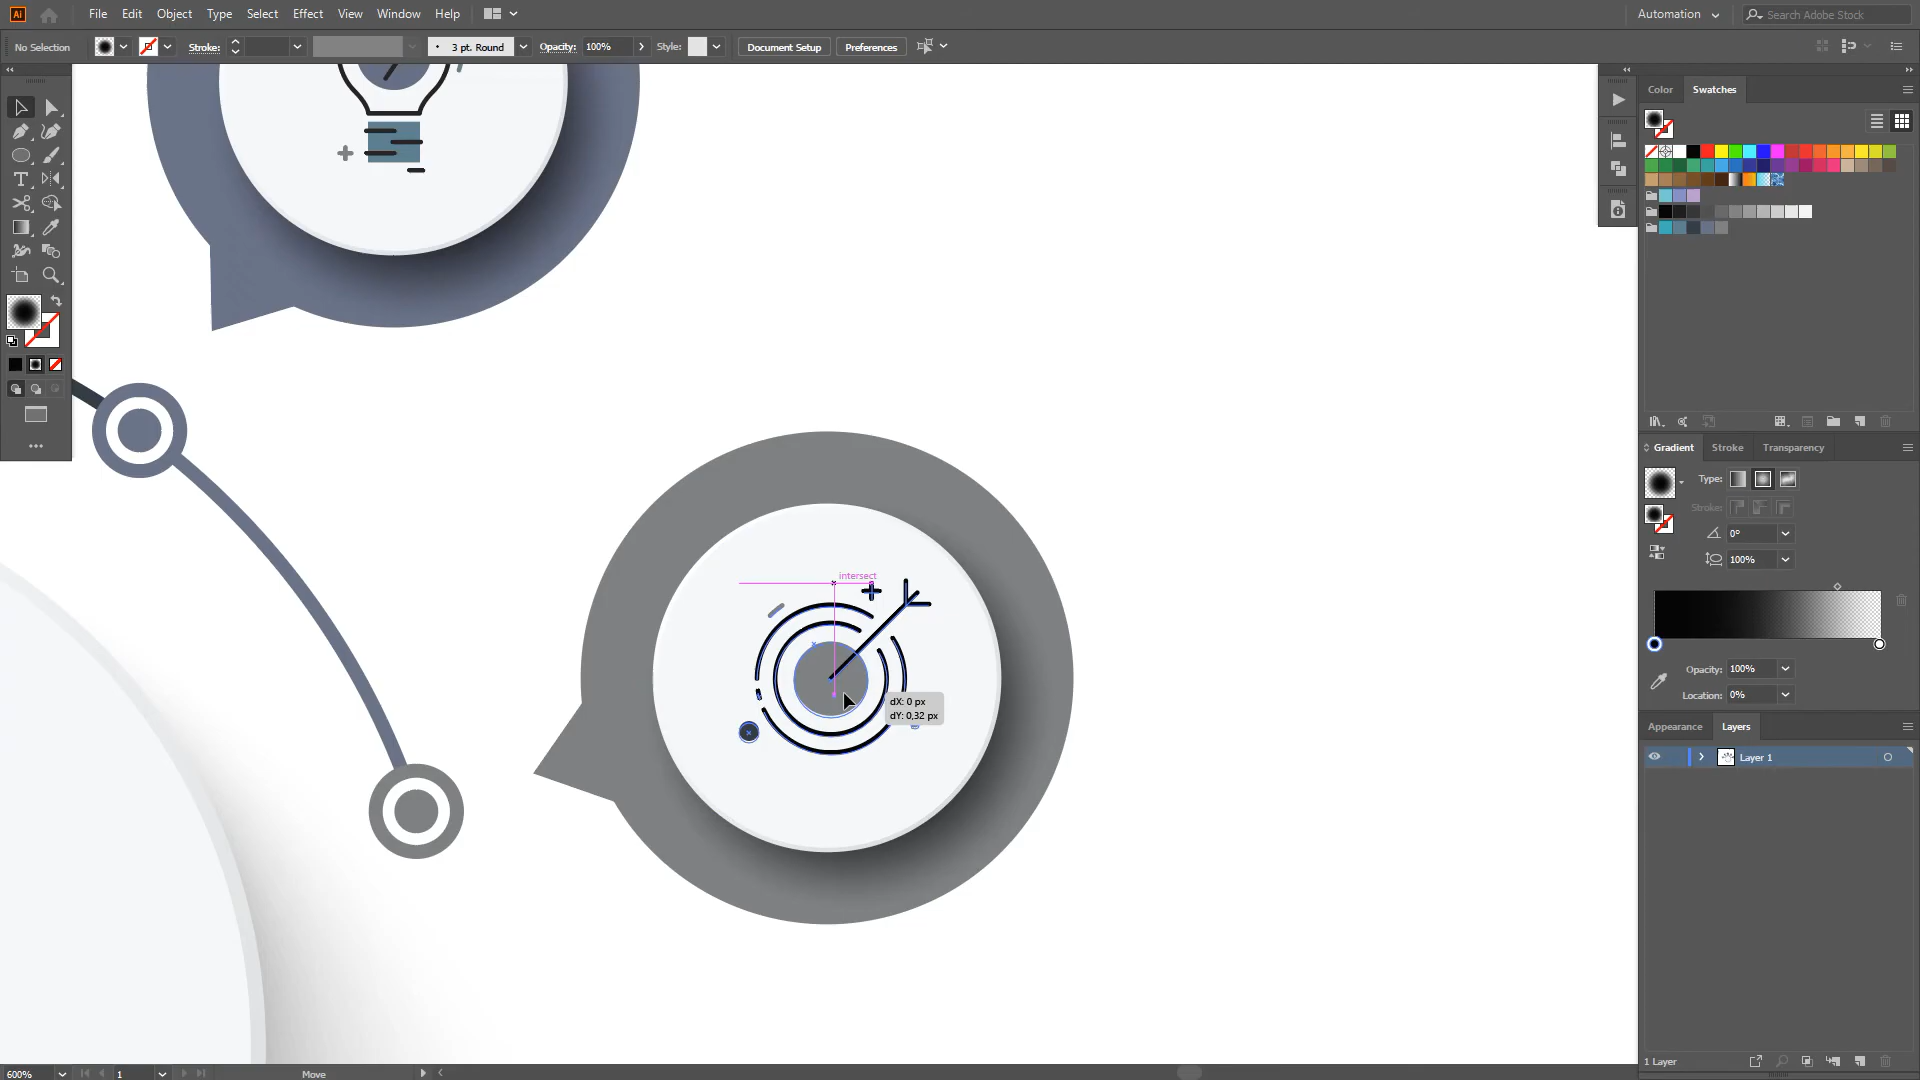 Ai File Edit Object Type Select Effect View Window Help Automation Search Adobe Stock
No Selection Stroke: 3 pt. Round Opacity: 100% Style: Document Setup Preferences
Color Swatches
Gradient Stroke Transparency
Type:
Stroke:
0°
100%
intersect
dX: 0 px
dY: 0,32 px
Opacity: 100%
Location: 0%
Appearance Layers
Layer 1
1 Layer
600% 1 Move